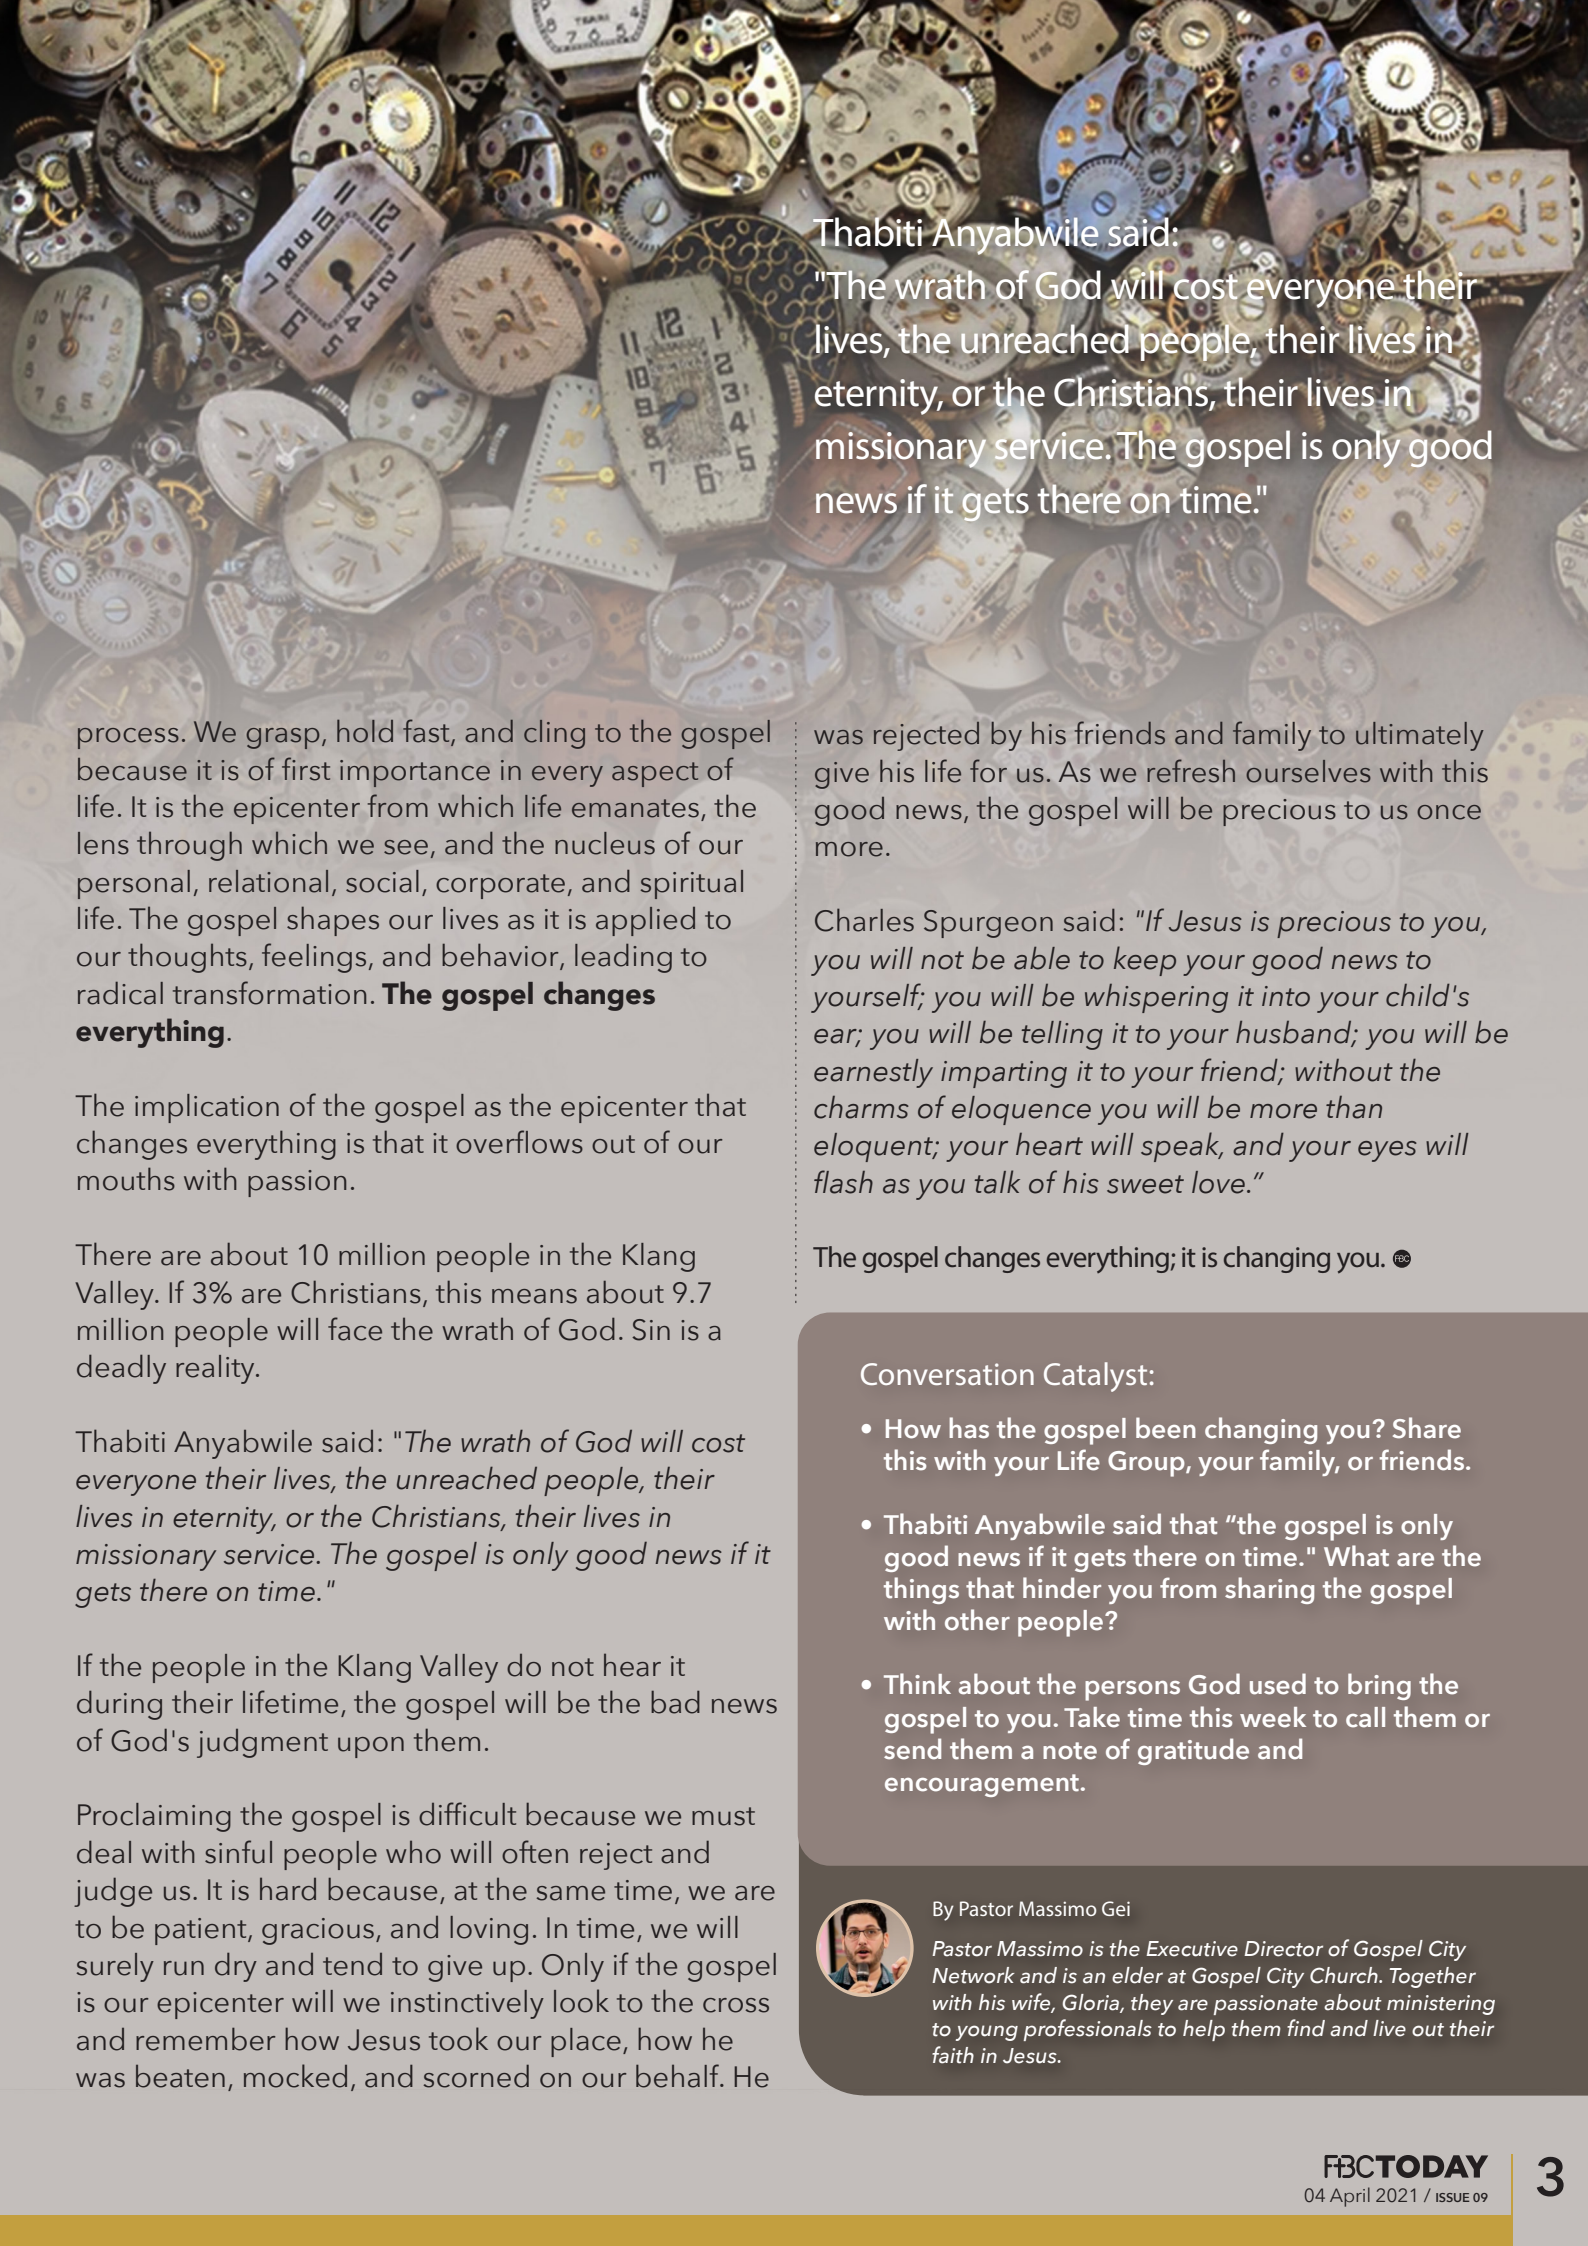 Thabiti Anyabwile said:
"The wrath of God will cost everyone their
lives, the unreached people, their lives in
eternity, or the Christians, their lives in
missionary service. The gospel is only good
news if it gets there on time."
process. We grasp, hold fast, and cling to the gospel
because it is of first importance in every aspect of
life. It is the epicenter from which life emanates, the
lens through which we see, and the nucleus of our
personal, relational, social, corporate, and spiritual
life. The gospel shapes our lives as it is applied to
our thoughts, feelings, and behavior, leading to
radical transformation. The gospel changes
everything.
The implication of the gospel as the epicenter that
changes everything is that it overflows out of our
mouths with passion.
There are about 10 million people in the Klang
Valley. If 3% are Christians, this means about 9.7
million people will face the wrath of God. Sin is a
deadly reality.
Thabiti Anyabwile said: "The wrath of God will cost
everyone their lives, the unreached people, their
lives in eternity, or the Christians, their lives in
missionary service. The gospel is only good news if it
gets there on time."
If the people in the Klang Valley do not hear it
during their lifetime, the gospel will be the bad news
of God's judgment upon them.
Proclaiming the gospel is difficult because we must
deal with sinful people who will often reject and
judge us. It is hard because, at the same time, we are
to be patient, gracious, and loving. In time, we will
surely run dry and tend to give up. Only if the gospel
is our epicenter will we instinctively look to the cross
and remember how Jesus took our place, how he
was beaten, mocked, and scorned on our behalf. He
was rejected by his friends and family to ultimately
give his life for us. As we refresh ourselves with this
good news, the gospel will be precious to us once
more.
Charles Spurgeon said: "If Jesus is precious to you,
you will not be able to keep your good news to
yourself; you will be whispering it into your child's
ear; you will be telling it to your husband; you will be
earnestly imparting it to your friend; without the
charms of eloquence you will be more than
eloquent; your heart will speak, and your eyes will
flash as you talk of his sweet love.”
The gospel changes everything; it is changing you. FBC
Conversation Catalyst:
• How has the gospel been changing you? Share
this with your Life Group, your family, or friends.
• Thabiti Anyabwile said that “the gospel is only
good news if it gets there on time." What are the
things that hinder you from sharing the gospel
with other people?
• Think about the persons God used to bring the
gospel to you. Take time this week to call them or
send them a note of gratitude and
encouragement.
By Pastor Massimo Gei
Pastor Massimo is the Executive Director of Gospel City
Network and is an elder at Gospel City Church. Together
with his wife, Gloria, they are passionate about ministering
to young professionals to help them find and live out their
faith in Jesus.
FBCTODAY
04 April 2021 / ISSUE 09
3